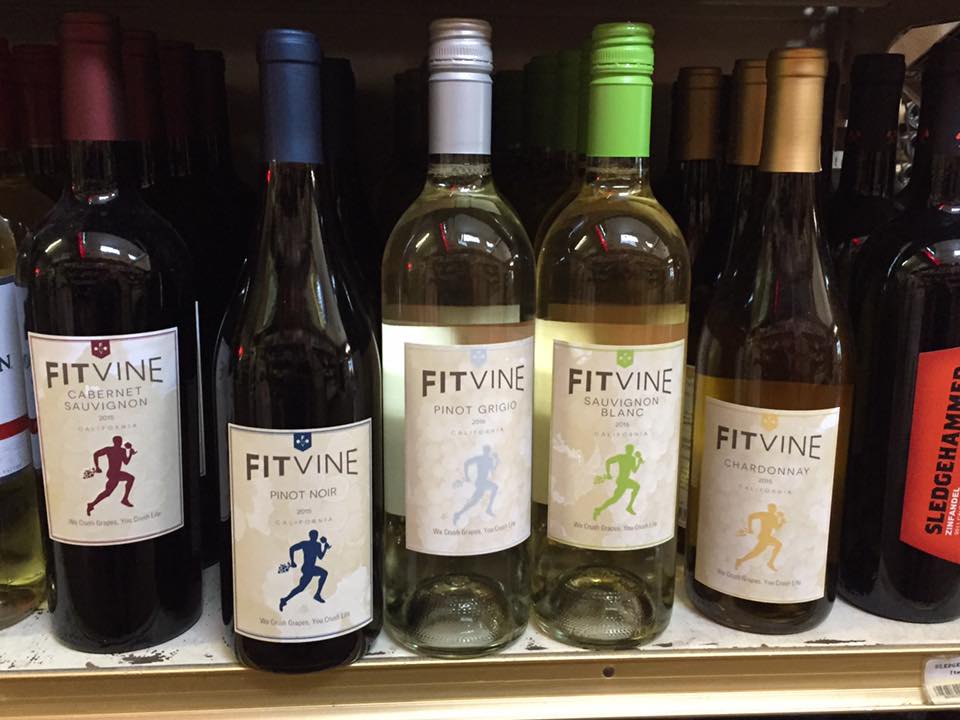 N
FITVINE
CABERNET
SAUVIGNON
2015
CALIFORNIA
We Crush Grapes, You Crush Life
FITVINE
PINOT NOIR
2015
CALIFORNIA
We Crush Grapes, You Crush Life
FITVINE
PINOT GRIGIO
2016
CALIFORNIA
We Crush Grapes, You Crush Life
FITVINE
SAUVIGNON
BLANC
2016
CALIFORNIA
We Crush Grapes, You Crush Life
FITVINE
CHARDONNAY
CALIFORNIA
We Crush Grapes, You Crush Life
SLEDGEHAMMER
ZINFANDEL